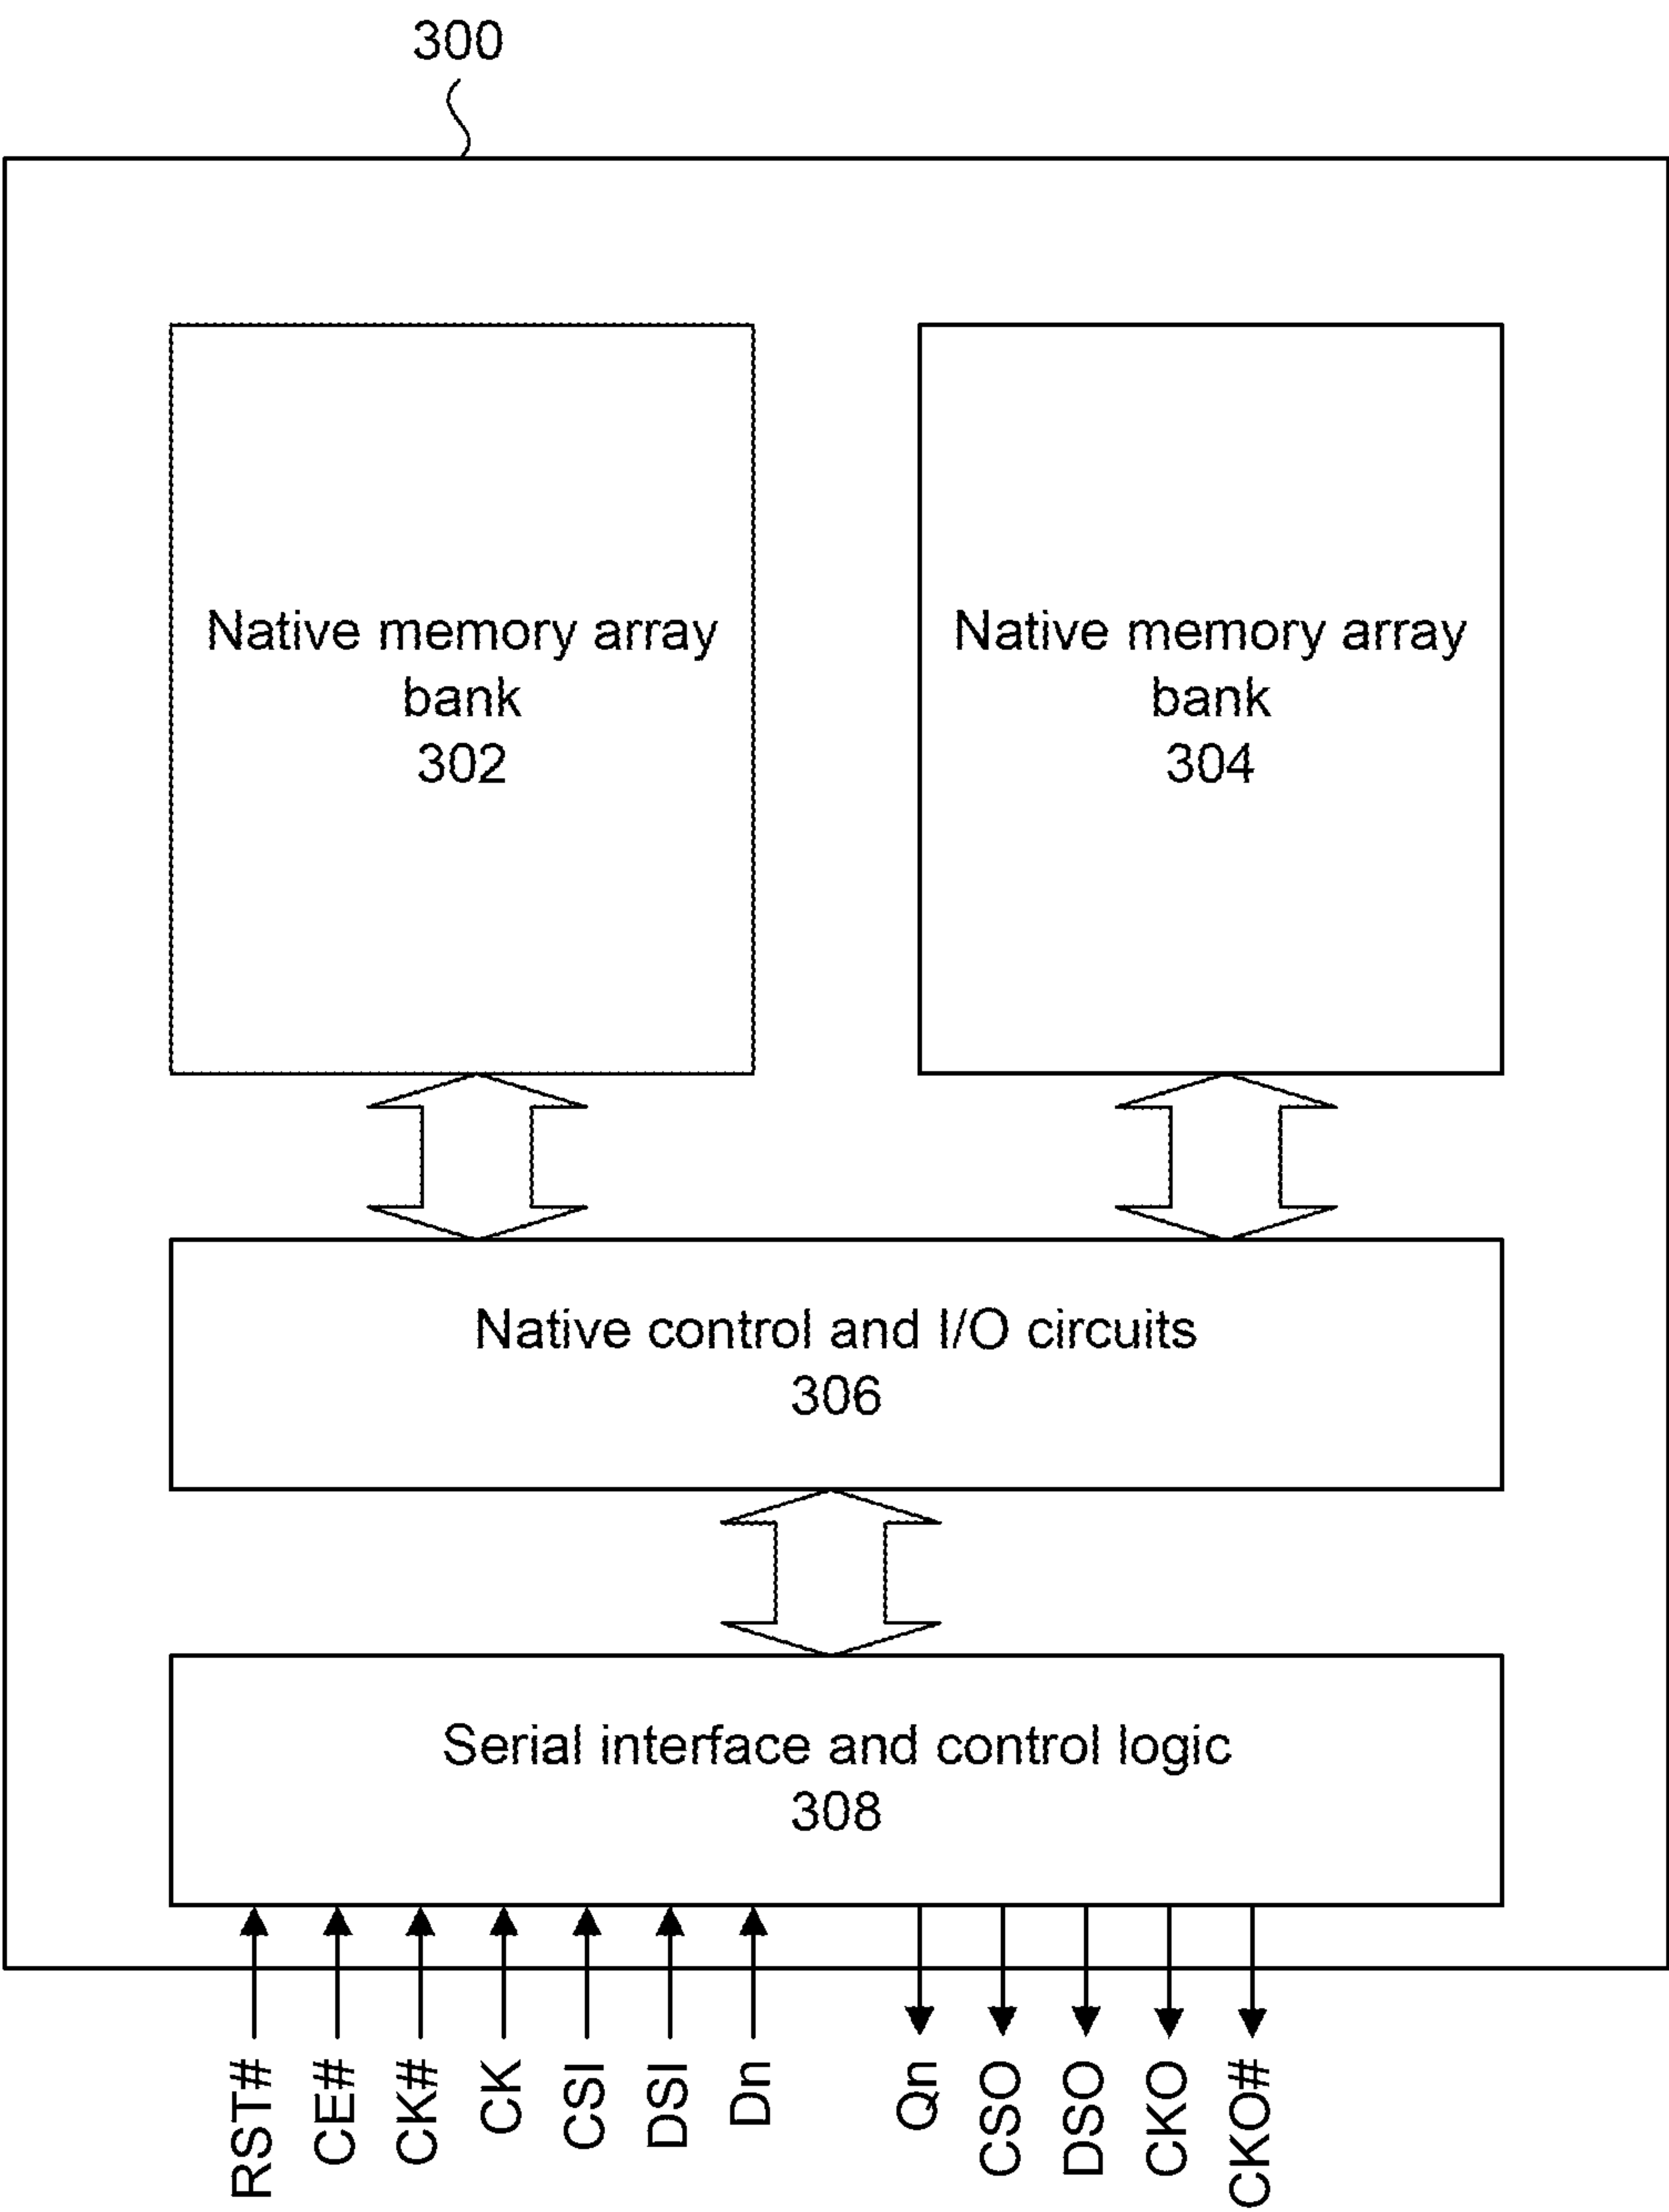 300
Native memory array
bank
302
Native memory array
bank
304
Native control and I/O circuits
306
Serial interface and control logic
308
RST#
CE#
CK#
CK
CSI
DSI
Dn
Qn
CSO
DSO
CKO
CKO#